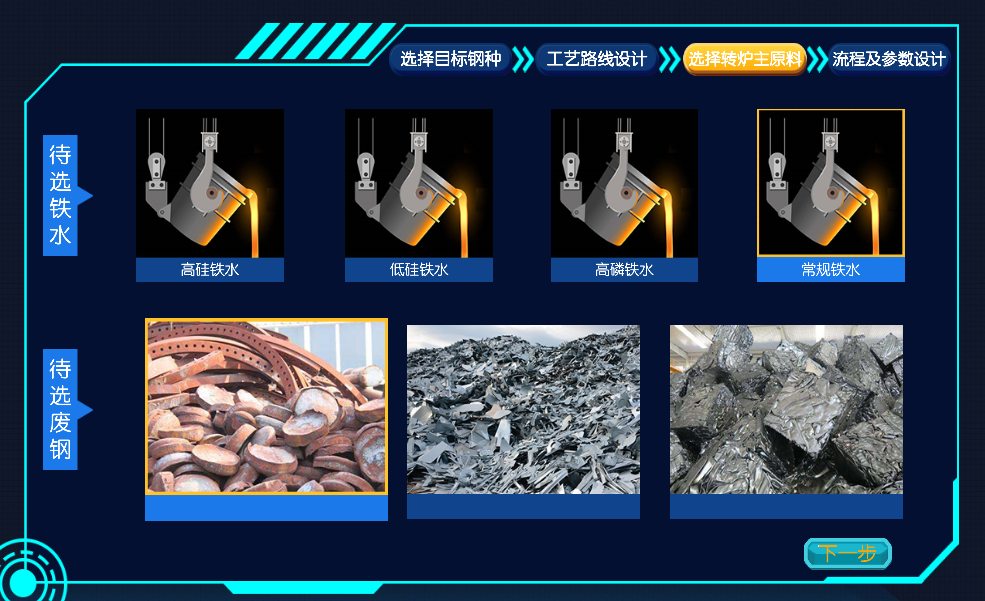 选择目标钢种
工艺路线设计
选择转炉主原料
流程及参数设计
待选铁水
高硅铁水
低硅铁水
高磷铁水
常规铁水
待选废钢
下一步